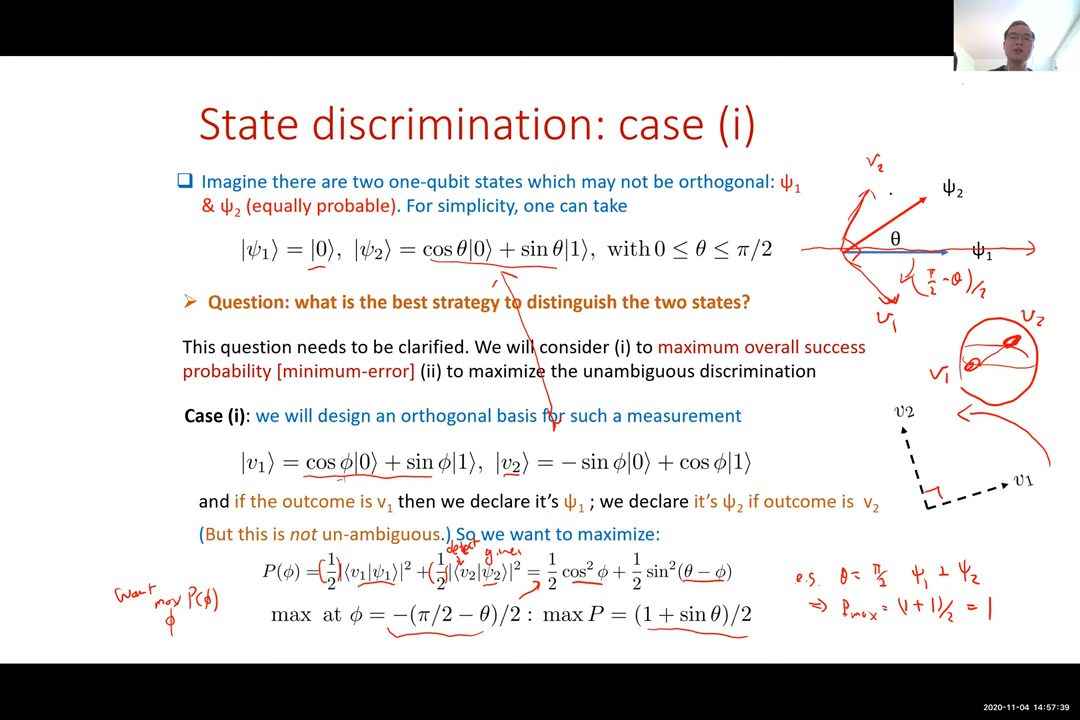 State discrimination: case (i)
❑ Imagine there are two one-qubit states which may not be orthogonal: ψ₁
& ψ₂ (equally probable). For simplicity, one can take
|ψ₁⟩ = |0⟩, |ψ₂⟩ = cos θ|0⟩ + sin θ|1⟩, with 0 ≤ θ ≤ π/2
➢ Question: what is the best strategy to distinguish the two states?
This question needs to be clarified. We will consider (i) to maximum overall success
probability [minimum-error] (ii) to maximize the unambiguous discrimination
Case (i): we will design an orthogonal basis for such a measurement
|v₁⟩ = cos ϕ|0⟩ + sin ϕ|1⟩, |v₂⟩ = − sin ϕ|0⟩ + cos ϕ|1⟩
and if the outcome is v₁ then we declare it's ψ₁ ; we declare it's ψ₂ if outcome is v₂
(But this is not un-ambiguous.) So we want to maximize:
detect given
P(ϕ) = 1/2 |⟨v₁|ψ₁⟩|² + 1/2 |⟨v₂|ψ₂⟩|² = 1/2 cos² ϕ + 1/2 sin²(θ − ϕ)
max at ϕ = −(π/2 − θ)/2 : max P = (1 + sin θ)/2
want max P(ϕ)
ϕ
v₂
ψ₂
θ
ψ₁
(π/2 - θ)/2
v₁
v₂
v₁
v2
v1
e.g. θ = π/2 ψ₁ ⊥ ψ₂
⇒ Pmax = (1+1)/2 = 1
2020-11-04 14:57:39